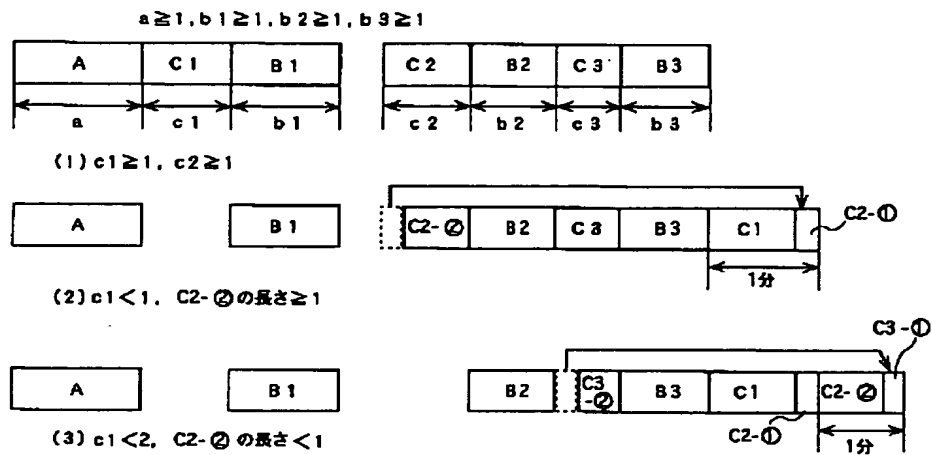 a≧1,b1≧1,b2≧1,b3≧1
A C1 B1 C2 B2 C3 B3
a c1 b1 c2 b2 c3 b3
(1)c1≧1, c2≧1
A B1 C2-② B2 C3 B3 C1 C2-①
1分
(2)c1<1, C2-②の長さ≧1
C3-①
A B1 B2 C3-② B3 C1 C2-②
C2-① 1分
(3)c1<2, C2-②の長さ<1